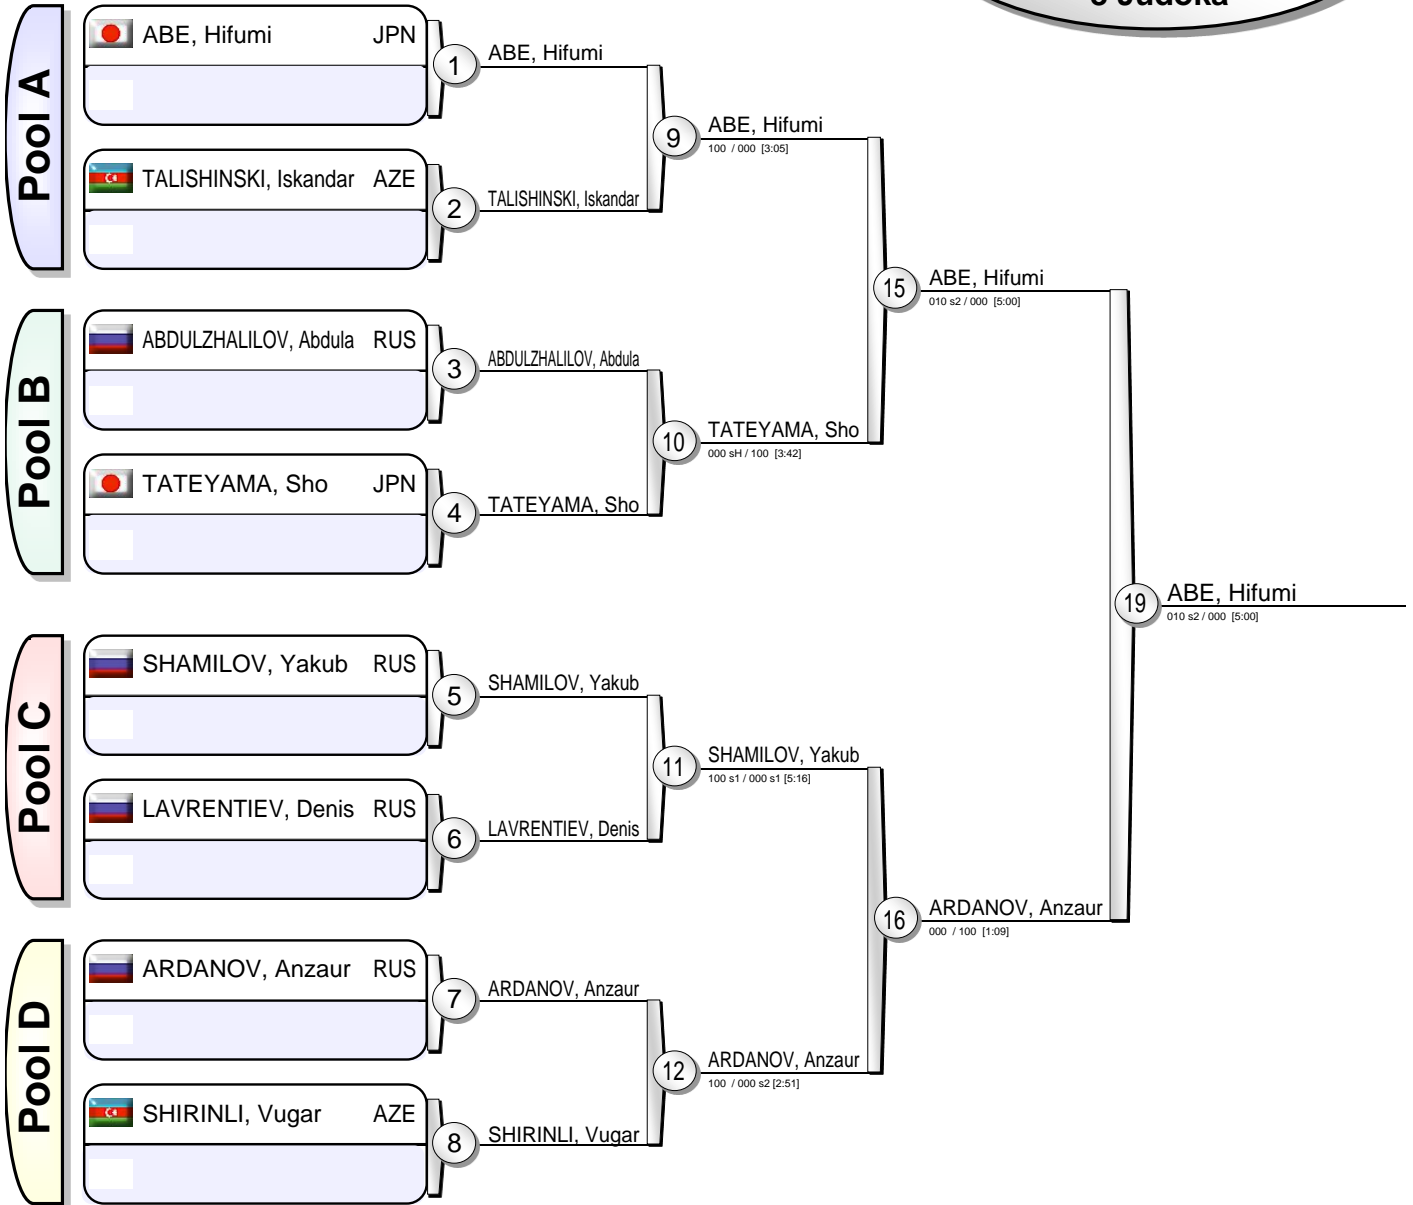 8 Judoka
Pool A
ABE, Hifumi JPN
1
ABE, Hifumi
TALISHINSKI, Iskandar AZE
2
TALISHINSKI, Iskandar
9
ABE, Hifumi
100 / 000 [3:05]
Pool B
ABDULZHALILOV, Abdula RUS
3
ABDULZHALILOV, Abdula
TATEYAMA, Sho JPN
4
TATEYAMA, Sho
10
TATEYAMA, Sho
000 sH / 100 [3:42]
15
ABE, Hifumi
010 s2 / 000 [5:00]
Pool C
SHAMILOV, Yakub RUS
5
SHAMILOV, Yakub
LAVRENTIEV, Denis RUS
6
LAVRENTIEV, Denis
11
SHAMILOV, Yakub
100 s1 / 000 s1 [5:16]
Pool D
ARDANOV, Anzaur RUS
7
ARDANOV, Anzaur
SHIRINLI, Vugar AZE
8
SHIRINLI, Vugar
12
ARDANOV, Anzaur
100 / 000 s2 [2:51]
16
ARDANOV, Anzaur
000 / 100 [1:09]
19
ABE, Hifumi
010 s2 / 000 [5:00]